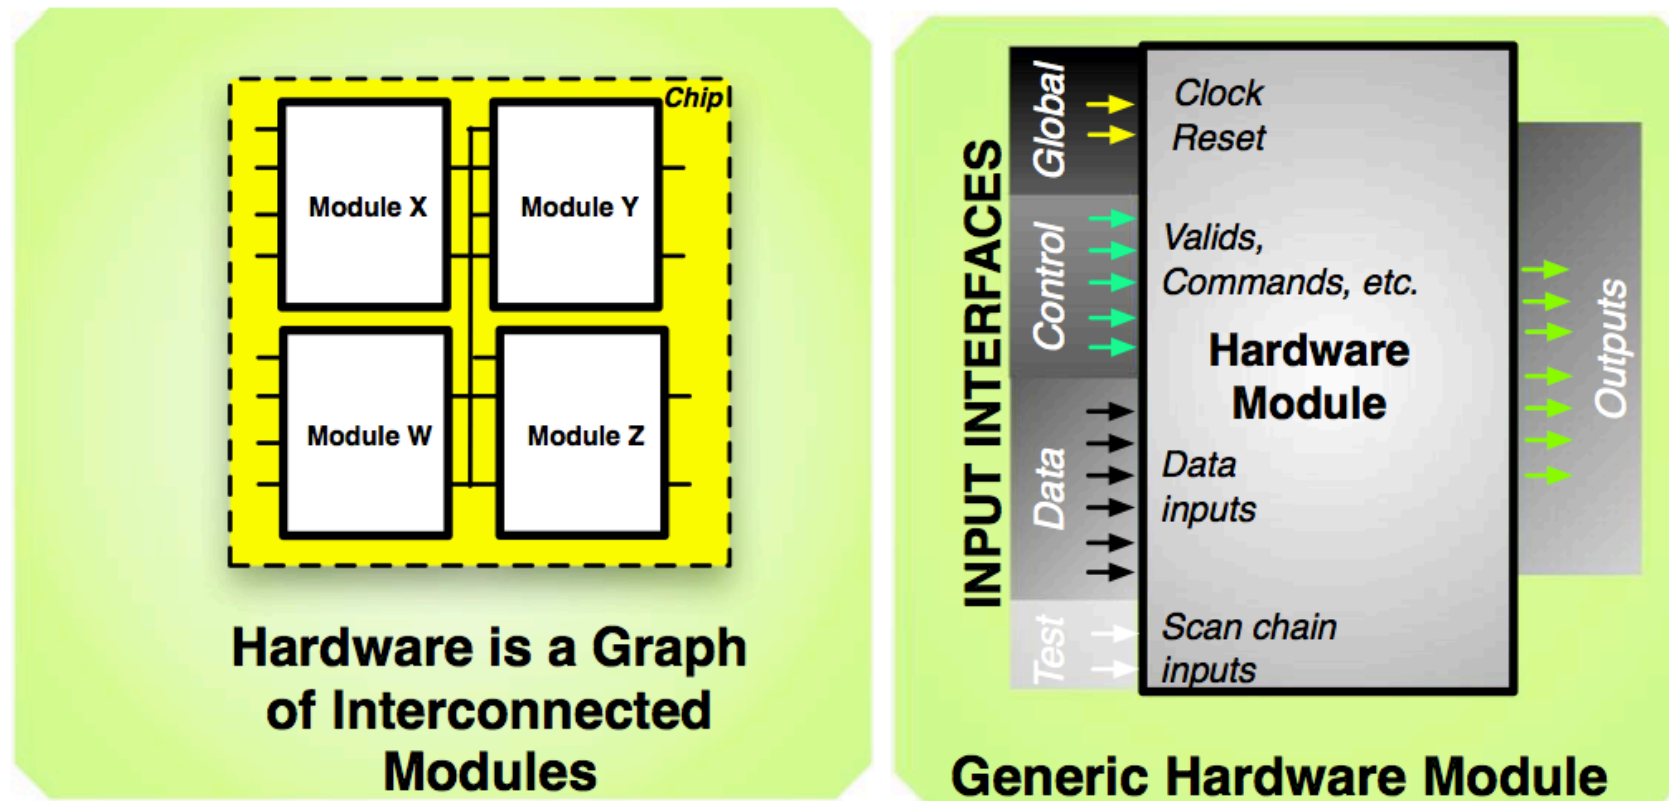 Chip
Module X
Module Y
Module W
Module Z
Hardware is a Graph
of Interconnected
Modules
INPUT INTERFACES
Global
Control
Data
Test
Clock
Reset
Valids,
Commands, etc.
Hardware
Module
Data
inputs
Scan chain
inputs
Outputs
Generic Hardware Module